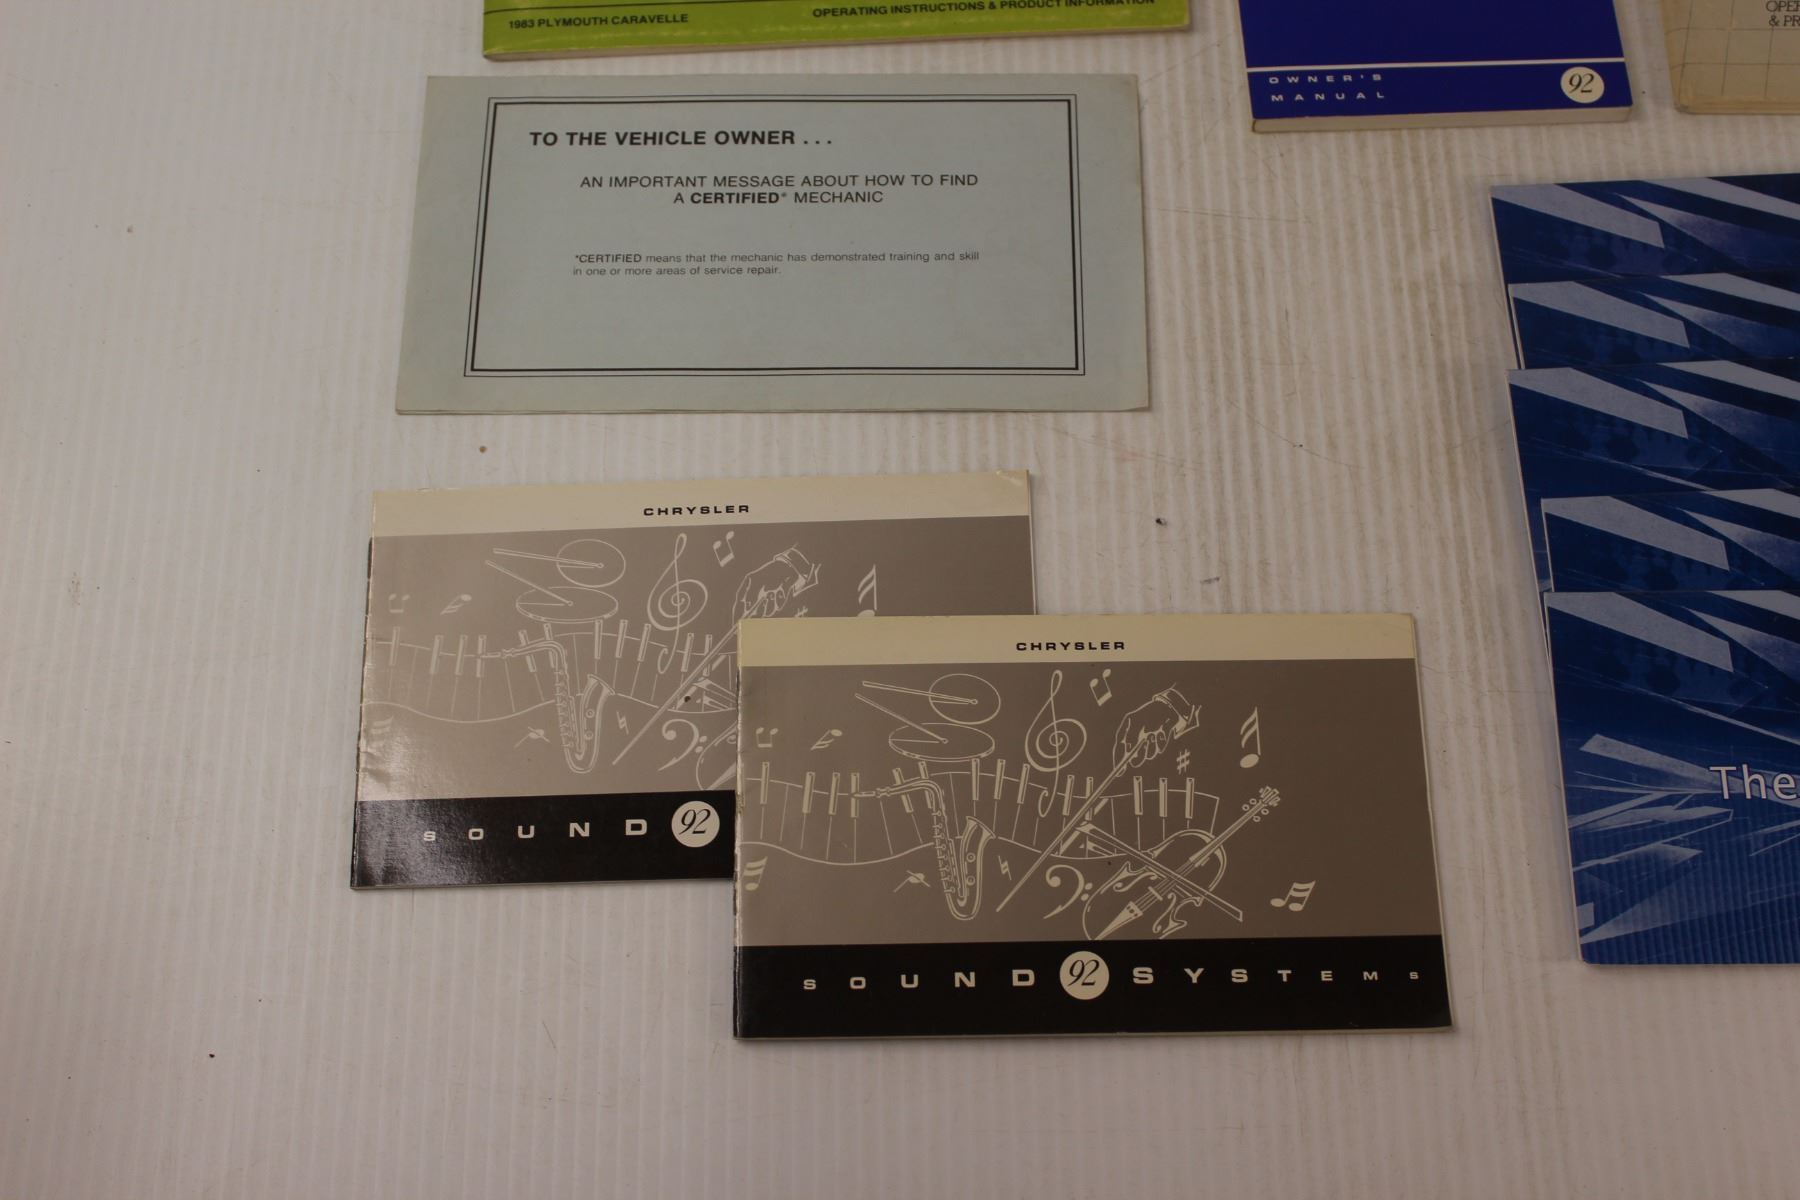 1983 PLYMOUTH CARAVELLE
OPERATING INSTRUCTIONS & PRODUCT INFORMATION
OWNER'S
MANUAL
92
& PR
TO THE VEHICLE OWNER . . .
AN IMPORTANT MESSAGE ABOUT HOW TO FIND
A CERTIFIED* MECHANIC
*CERTIFIED means that the mechanic has demonstrated training and skill
in one or more areas of service repair.
CHRYSLER
SOUND 92
CHRYSLER
SOUND 92 SYSTEMS
The